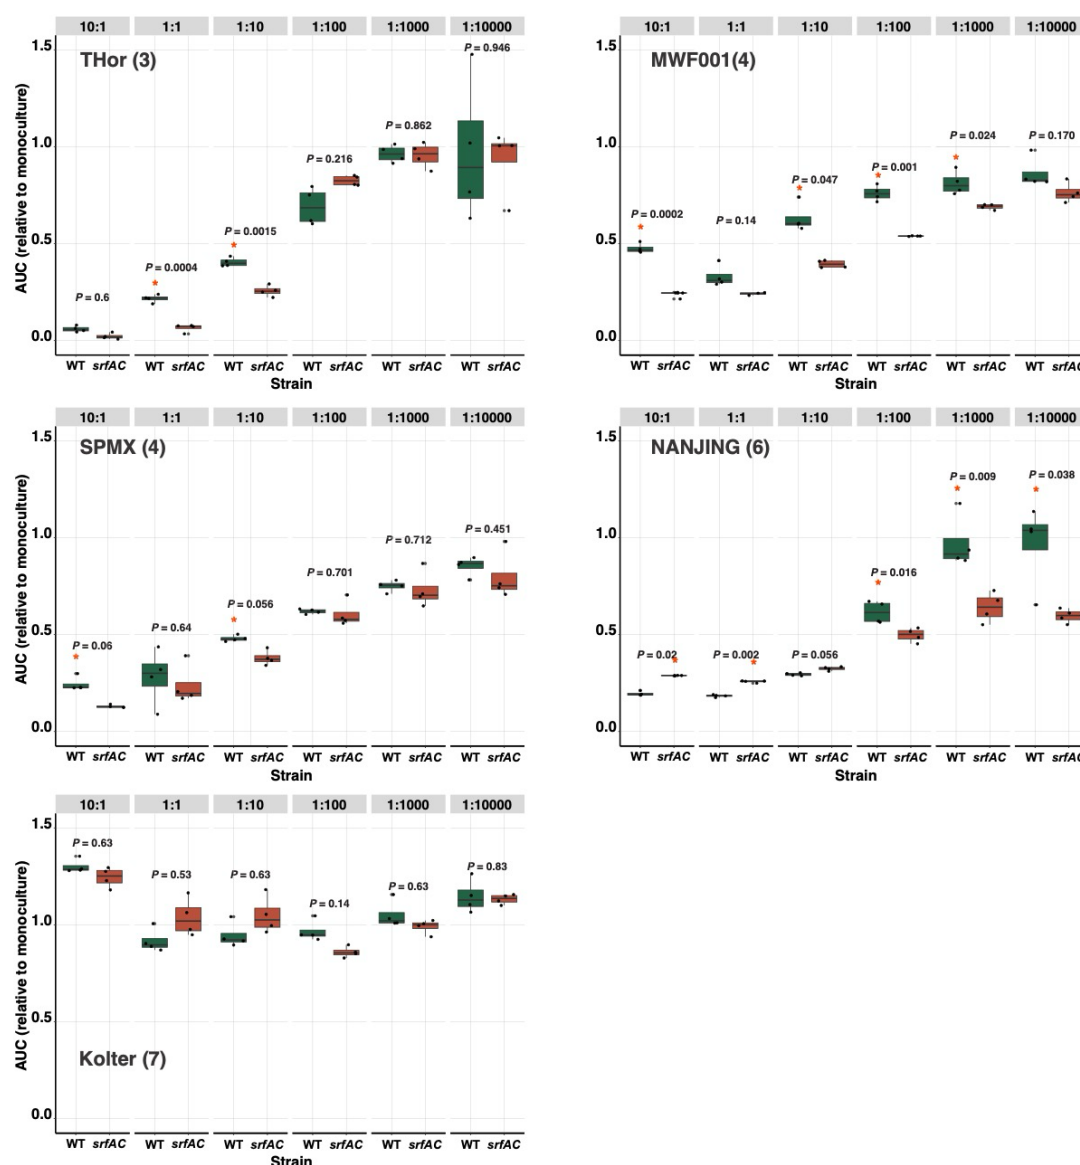 10:1 1:1 1:10 1:100 1:1000 1:10000
THor (3)
AUC (relative to monoculture)
1.5
1.0
0.5
0.0
P = 0.6
P = 0.0004
P = 0.0015
P = 0.216
P = 0.862
P = 0.946
WT srfAC WT srfAC WT srfAC WT srfAC WT srfAC WT srfAC
Strain
10:1 1:1 1:10 1:100 1:1000 1:10000
MWF001(4)
AUC (relative to monoculture)
1.5
1.0
0.5
0.0
P = 0.0002
P = 0.14
P = 0.047
P = 0.001
P = 0.024
P = 0.170
WT srfAC WT srfAC WT srfAC WT srfAC WT srfAC WT srfAC
Strain
10:1 1:1 1:10 1:100 1:1000 1:10000
SPMX (4)
AUC (relative to monoculture)
1.5
1.0
0.5
0.0
P = 0.06
P = 0.64
P = 0.056
P = 0.701
P = 0.712
P = 0.451
WT srfAC WT srfAC WT srfAC WT srfAC WT srfAC WT srfAC
Strain
10:1 1:1 1:10 1:100 1:1000 1:10000
NANJING (6)
AUC (relative to monoculture)
1.5
1.0
0.5
0.0
P = 0.02
P = 0.002
P = 0.056
P = 0.016
P = 0.009
P = 0.038
WT srfAC WT srfAC WT srfAC WT srfAC WT srfAC WT srfAC
Strain
10:1 1:1 1:10 1:100 1:1000 1:10000
Kolter (7)
AUC (relative to monoculture)
1.5
1.0
0.5
0.0
P = 0.63
P = 0.53
P = 0.63
P = 0.14
P = 0.63
P = 0.83
WT srfAC WT srfAC WT srfAC WT srfAC WT srfAC WT srfAC
Strain